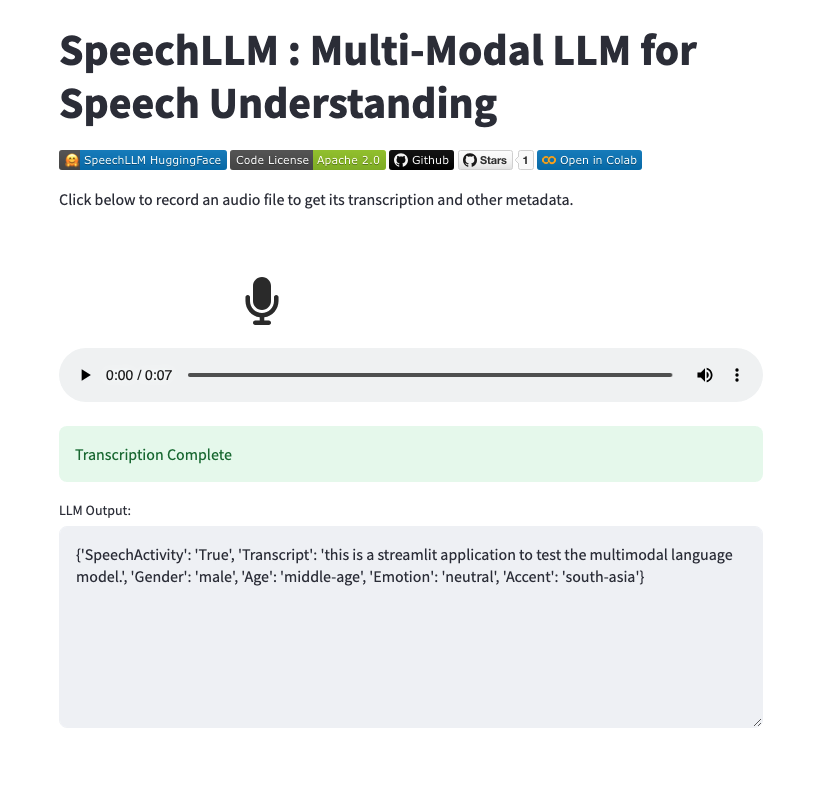 SpeechLLM : Multi-Modal LLM for
Speech Understanding
SpeechLLM HuggingFace Code License Apache 2.0 Github Stars 1 Open in Colab
Click below to record an audio file to get its transcription and other metadata.
0:00 / 0:07
Transcription Complete
LLM Output:
{'SpeechActivity': 'True', 'Transcript': 'this is a streamlit application to test the multimodal language
model.', 'Gender': 'male', 'Age': 'middle-age', 'Emotion': 'neutral', 'Accent': 'south-asia'}